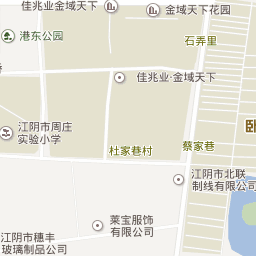 佳兆业金域天下
金域天下花园
港东公园
石弄里
佳兆业·金域天下
江阴市周庄
实验小学
杜家巷村
蔡家巷
江阴市北联
制线有限公司
莱宝服饰
有限公司
江阴市穗丰
玻璃制品公司